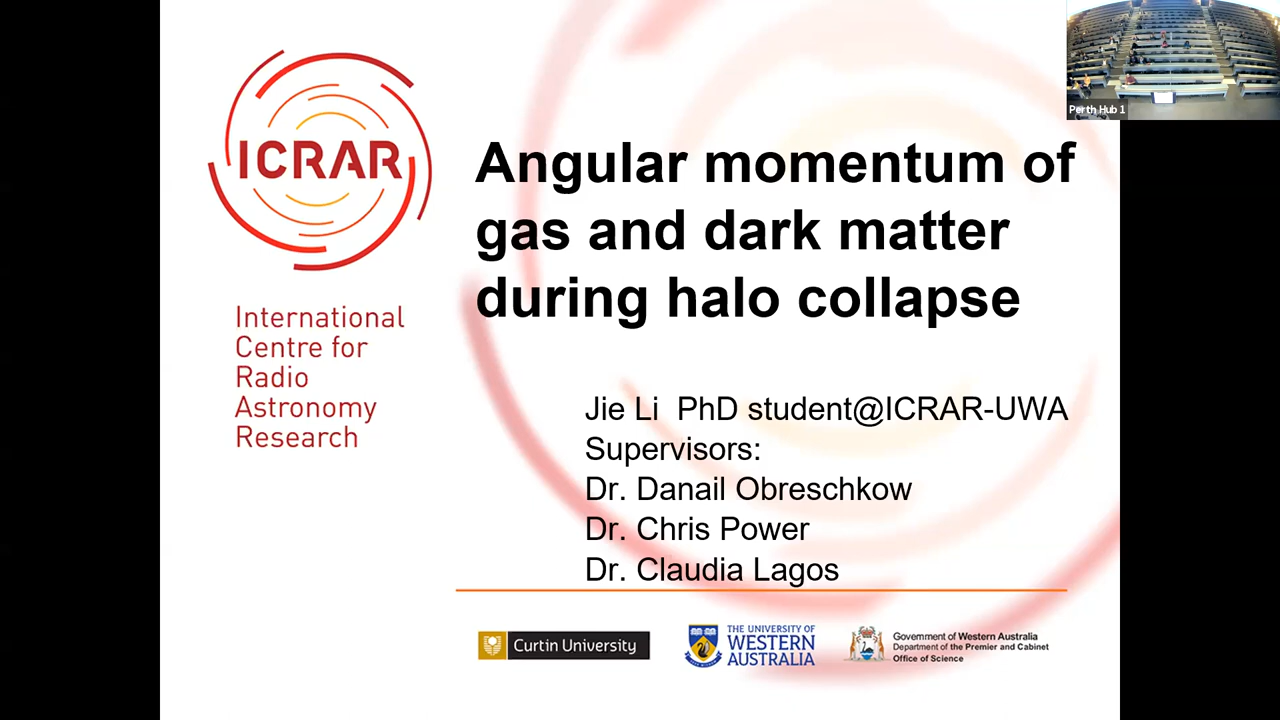 Perth Hub 1
ICRAR
International
Centre for
Radio
Astronomy
Research
Angular momentum of
gas and dark matter
during halo collapse
Jie Li PhD student@ICRAR-UWA
Supervisors:
Dr. Danail Obreschkow
Dr. Chris Power
Dr. Claudia Lagos
Curtin University
THE UNIVERSITY OF
WESTERN
AUSTRALIA
Government of Western Australia
Department of the Premier and Cabinet
Office of Science